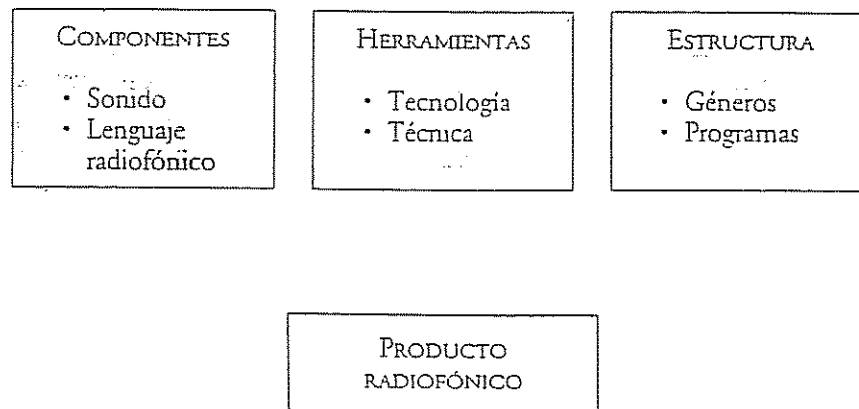 COMPONENTES
• Sonido
• Lenguaje
radiofónico
HERRAMIENTAS
• Tecnología
• Técnica
ESTRUCTURA
• Géneros
• Programas
PRODUCTO
RADIOFÓNICO